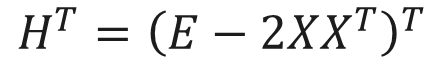 $H^T = (E - 2XX^T)^T$